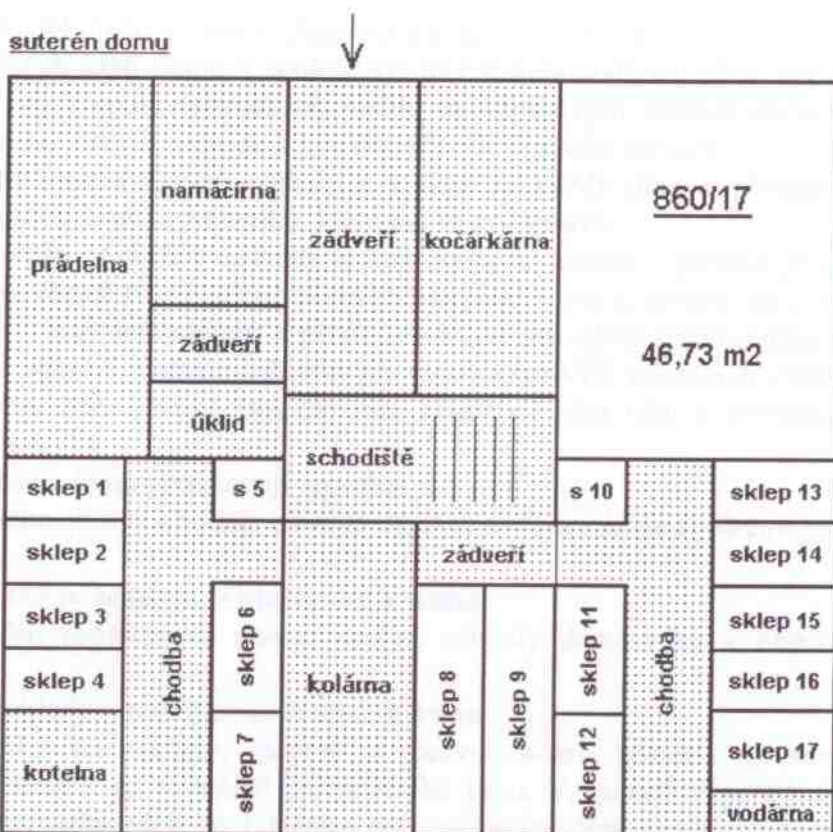 suterén domu
prádelna
namáčírna
zádveří
úklid
zádveří
kočárkárna
860/17
46,73 m2
schodiště
sklep 1
sklep 2
sklep 3
sklep 4
kotelna
chodba
s 5
sklep 6
sklep 7
kolárna
zádveří
sklep 8
sklep 9
s 10
sklep 11
sklep 12
chodba
sklep 13
sklep 14
sklep 15
sklep 16
sklep 17
vodárna